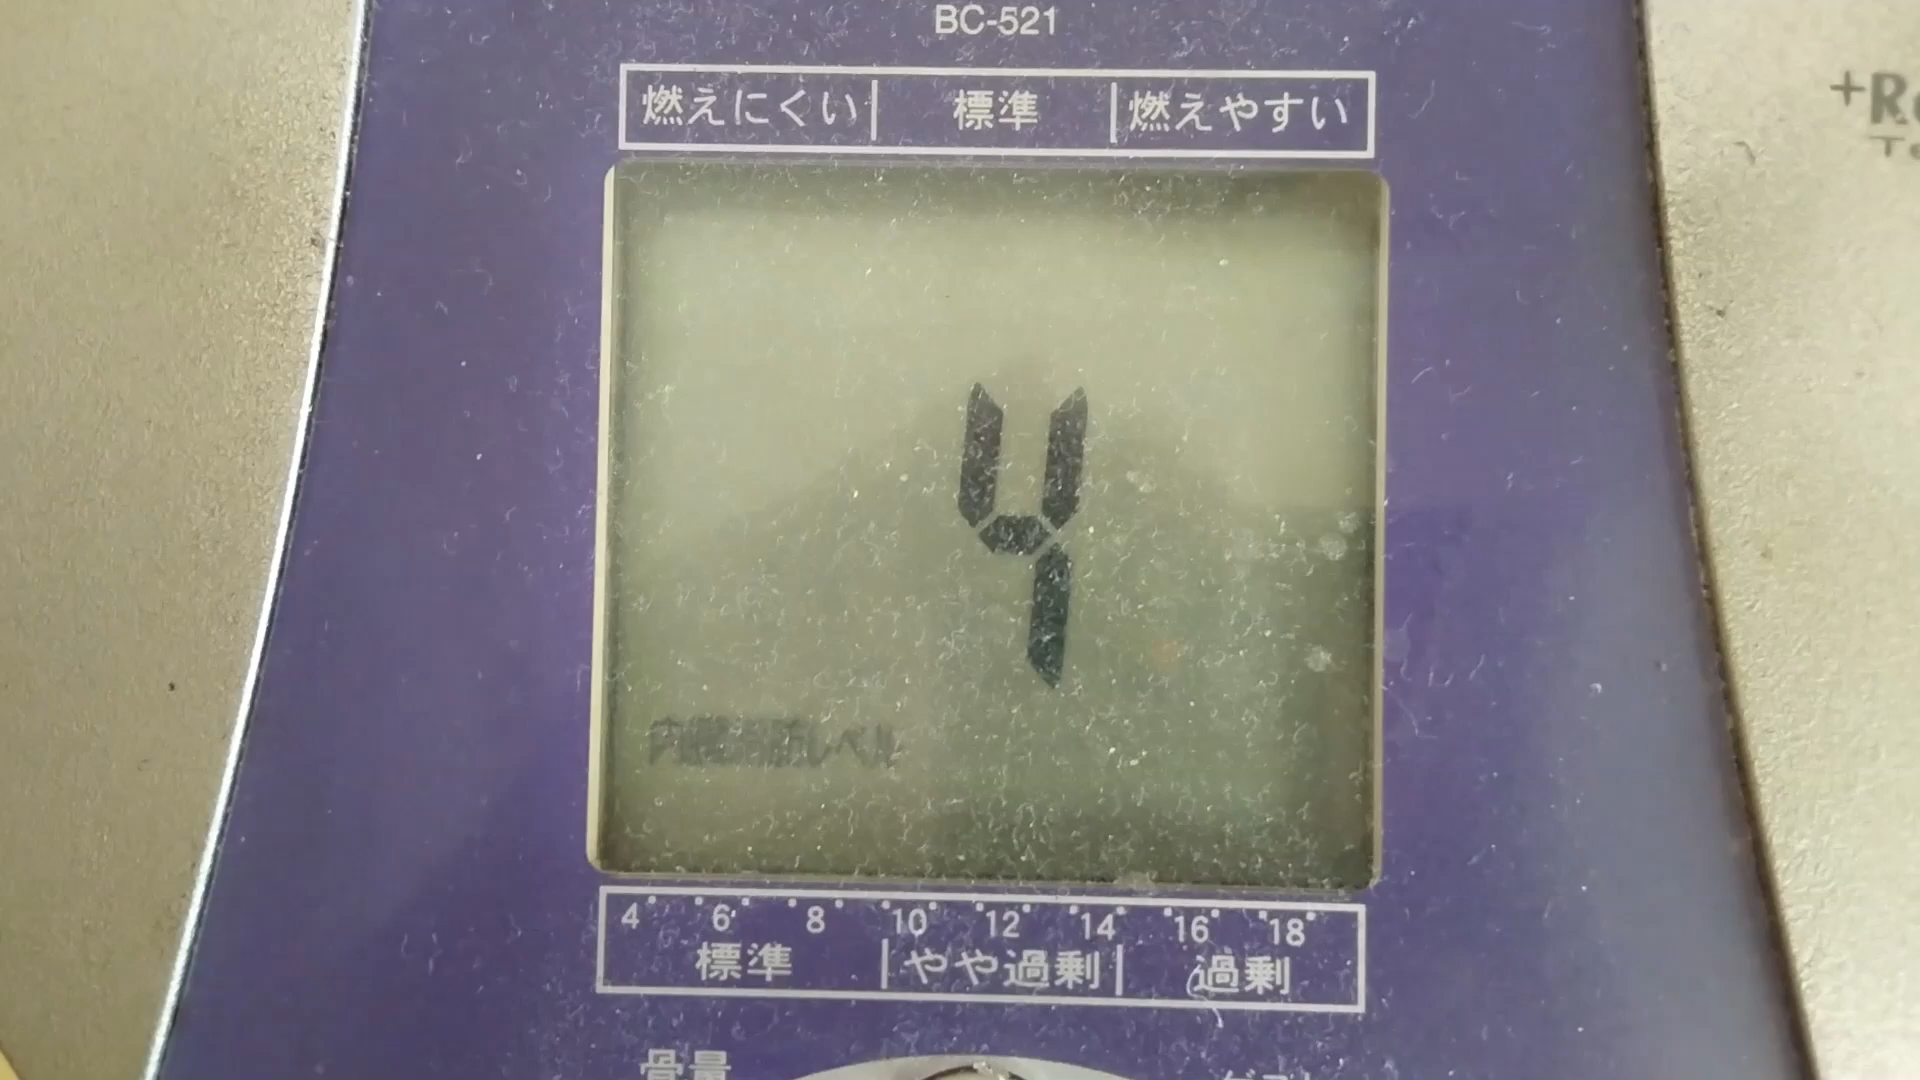 BC-521
燃えにくい 標準 燃えやすい
4
内臓脂肪レベル
4 6 8 10 12 14 16 18
標準 やや過剰 過剰
骨量